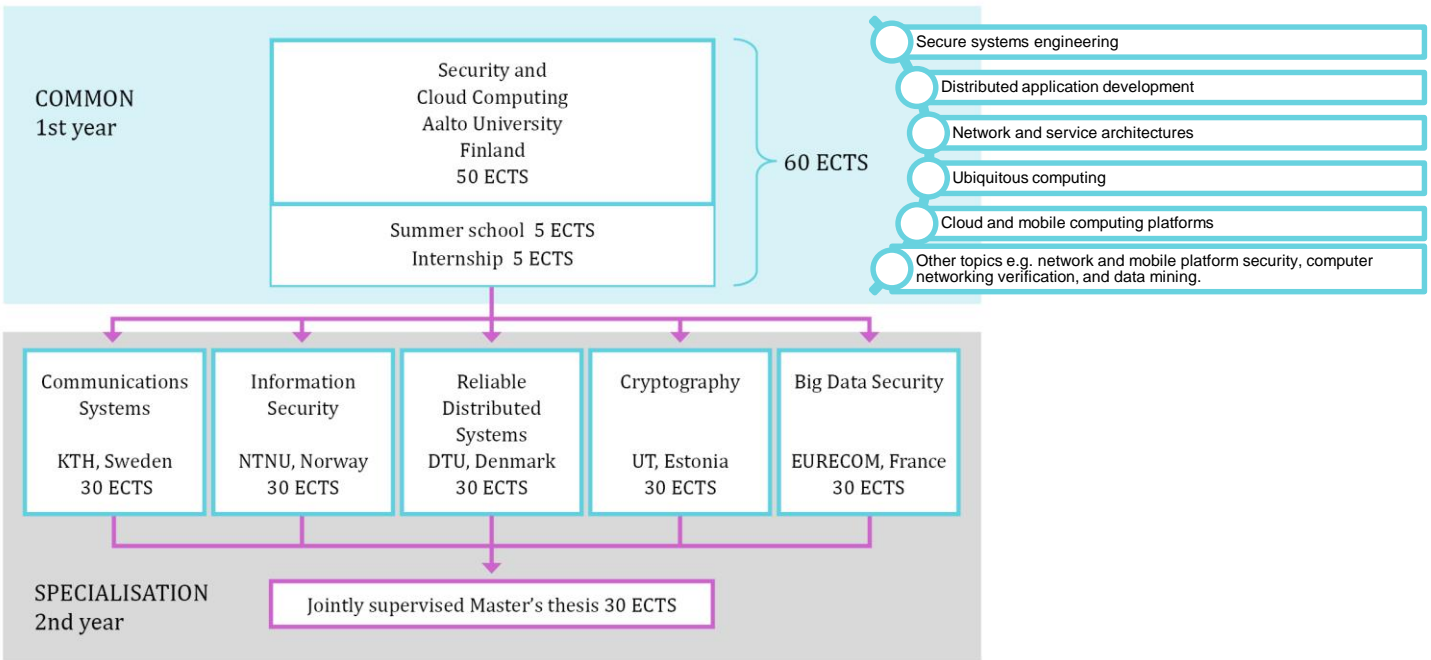 COMMON
1st year
Security and
Cloud Computing
Aalto University
Finland
50 ECTS
Summer school 5 ECTS
Internship 5 ECTS
60 ECTS
Secure systems engineering
Distributed application development
Network and service architectures
Ubiquitous computing
Cloud and mobile computing platforms
Other topics e.g. network and mobile platform security, computer
networking verification, and data mining.
Communications
Systems
KTH, Sweden
30 ECTS
Information
Security
NTNU, Norway
30 ECTS
Reliable
Distributed
Systems
DTU, Denmark
30 ECTS
Cryptography
UT, Estonia
30 ECTS
Big Data Security
EURECOM, France
30 ECTS
SPECIALISATION
2nd year
Jointly supervised Master's thesis 30 ECTS